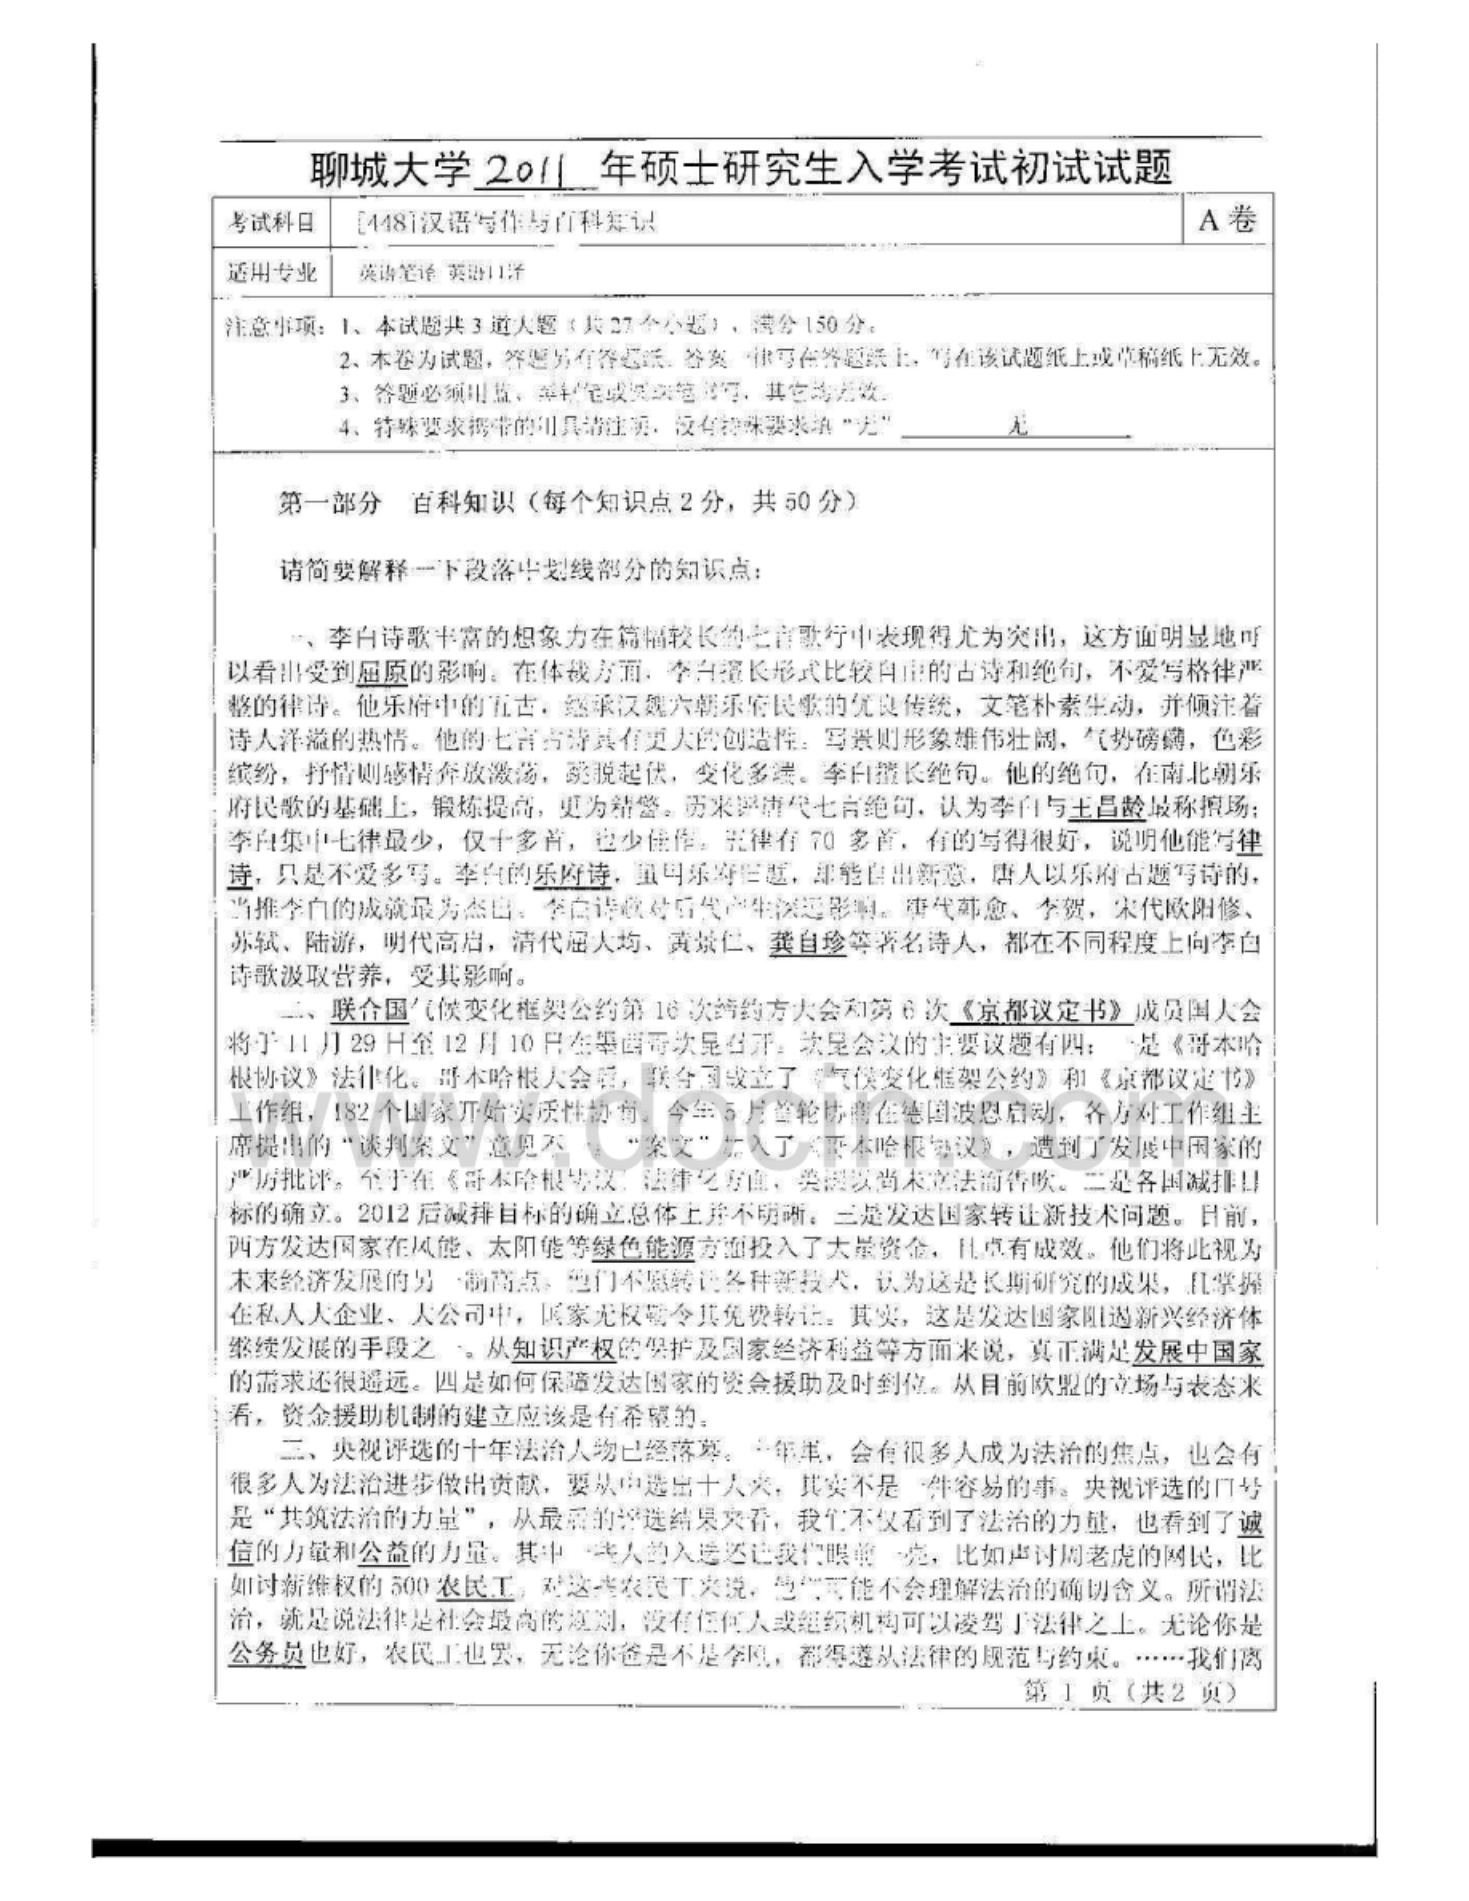 聊城大学 2011 年硕士研究生入学考试初试试题
考试科目 [448]汉语写作与百科知识 A 卷
适用专业 英语笔译 英语口译
注意事项：1、本试题共 3 道大题（共 27 个小题），满分 150 分。
2、本卷为试题，答题另有答题纸。答案一律写在答题纸上，写在该试题纸上或草稿纸上无效。
3、答题必须用蓝、黑钢笔或圆珠笔书写，其它均无效。
4、特殊要求携带的用具请注明，没有特殊要求填“无” 无
第一部分 百科知识（每个知识点 2 分，共 50 分）
请简要解释一下段落中划线部分的知识点：
一、李白诗歌丰富的想象力在篇幅较长的七言歌行中表现得尤为突出，这方面明显地可
以看出受到屈原的影响。在体裁方面，李白擅长形式比较自由的古诗和绝句，不爱写格律严
整的律诗。他乐府中的五古，继承汉魏六朝乐府民歌的优良传统，文笔朴素生动，并倾注着
诗人洋溢的热情。他的七言古诗具有更大的创造性。写景则形象雄伟壮阔，气势磅礴，色彩
缤纷，抒情则感情奔放激荡，跳脱起伏，变化多端。李白擅长绝句。他的绝句，在南北朝乐
府民歌的基础上，锻炼提高，更为精警。历来评唐代七言绝句，认为李白与王昌龄最称擅场；
李白集中七律最少，仅十多首，也少佳作。五律有 70 多首，有的写得很好，说明他能写律
诗，只是不爱多写。李白的乐府诗，虽用乐府旧题，却能自出新意，唐人以乐府古题写诗的，
当推李白的成就最为杰出。李白诗歌对后代产生深远影响。唐代韩愈、李贺，宋代欧阳修、
苏轼、陆游，明代高启，清代屈大均、黄景仁、龚自珍等著名诗人，都在不同程度上向李白
诗歌汲取营养，受其影响。
二、联合国气候变化框架公约第 16 次缔约方大会和第 6 次《京都议定书》成员国大会
将于 11 月 29 日至 12 月 10 日在墨西哥坎昆召开。坎昆会议的主要议题有四：一是《哥本哈
根协议》法律化。哥本哈根大会后，联合国成立了《气候变化框架公约》和《京都议定书》
工作组，182 个国家开始实质性协商。今年 5 月首轮协商在德国波恩启动，各方对工作组主
席提出的“谈判案文”意见不一，“案文”加入了《哥本哈根协议》，遭到了发展中国家的
严厉批评。至于在《哥本哈根协议》法律化方面，美国以尚未立法而含吹。二是各国减排目
标的确立。2012 后减排目标的确立总体上并不明晰。三是发达国家转让新技术问题。目前，
西方发达国家在风能、太阳能等绿色能源方面投入了大量资金，且卓有成效。他们将此视为
未来经济发展的另一制高点。他们不愿转让各种新技术，认为这是长期研究的成果，且掌握
在私人大企业、大公司中，国家无权勒令其免费转让。其实，这是发达国家阻遏新兴经济体
继续发展的手段之一。从知识产权的保护及国家经济利益等方面来说，真正满足发展中国家
的需求还很遥远。四是如何保障发达国家的资金援助及时到位。从目前欧盟的立场与表态来
看，资金援助机制的建立应该是有希望的。
三、央视评选的十年法治人物已经落幕。十年里，会有很多人成为法治的焦点，也会有
很多人为法治进步做出贡献，要从中选出十人来，其实不是一件容易的事。央视评选的口号
是“共筑法治的力量”，从最后的评选结果来看，我们不仅看到了法治的力量，也看到了诚
信的力量和公益的力量。其中一些人的入选还让我们眼前一亮，比如声讨周老虎的网民，比
如讨薪维权的 500 农民工。对这些农民工来说，他们可能不会理解法治的确切含义。所谓法
治，就是说法律是社会最高的规则，没有任何人或组织机构可以凌驾于法律之上。无论你是
公务员也好，农民工也罢，无论你爸是不是李刚，都得遵从法律的规范与约束。……我们离
第 1 页（共 2 页）
www.docin.com